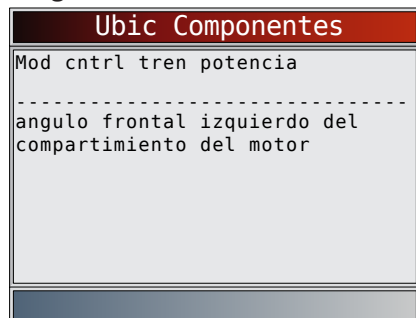 Ubic Componentes
Mod cntrl tren potencia
--------------------------------
angulo frontal izquierdo del
compartimiento del motor